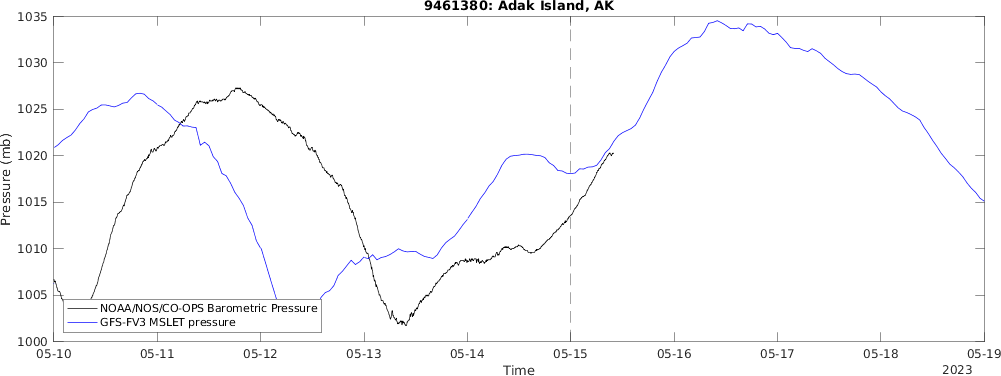 9461380: Adak Island, AK
Pressure (mb)
1035
1030
1025
1020
1015
1010
1005
1000
NOAA/NOS/CO-OPS Barometric Pressure
GFS-FV3 MSLET pressure
05-10 05-11 05-12 05-13 05-14 05-15 05-16 05-17 05-18 05-19
Time
2023